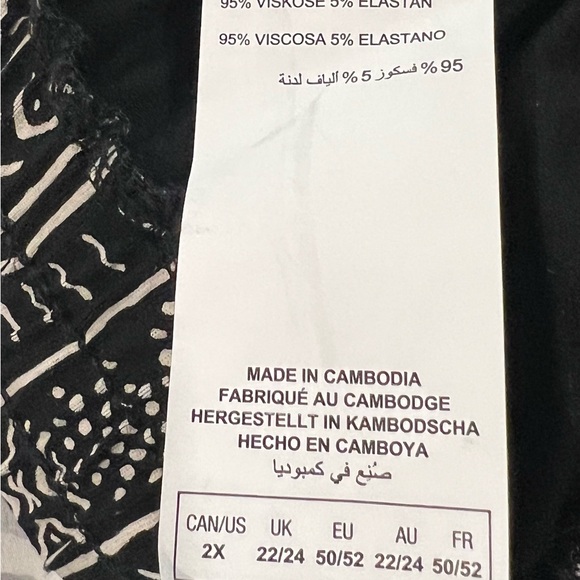 95% VISKOSE 5% ELASTAN
95% VISCOSA 5% ELASTANO
95% فسكوز 5% ألياف لدنة
MADE IN CAMBODIA
FABRIQUÉ AU CAMBODGE
HERGESTELLT IN KAMBODSCHA
HECHO EN CAMBOYA
صُنِع في كمبوديا
CAN/US UK EU AU FR
2X 22/24 50/52 22/24 50/52